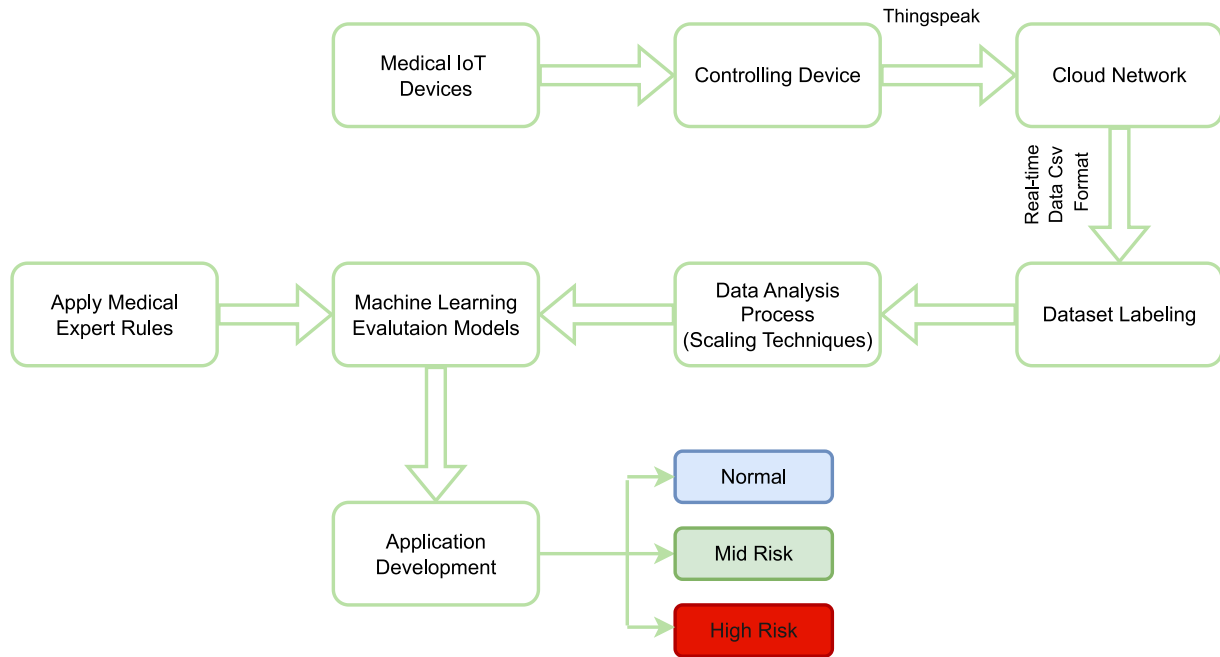 Thingspeak
Medical IoT
Devices
Controlling Device
Cloud Network
Real-time
Data Csv
Format
Apply Medical
Expert Rules
Machine Learning
Evalutaion Models
Data Analysis
Process
(Scaling Techniques)
Dataset Labeling
Normal
Application
Development
Mid Risk
High Risk